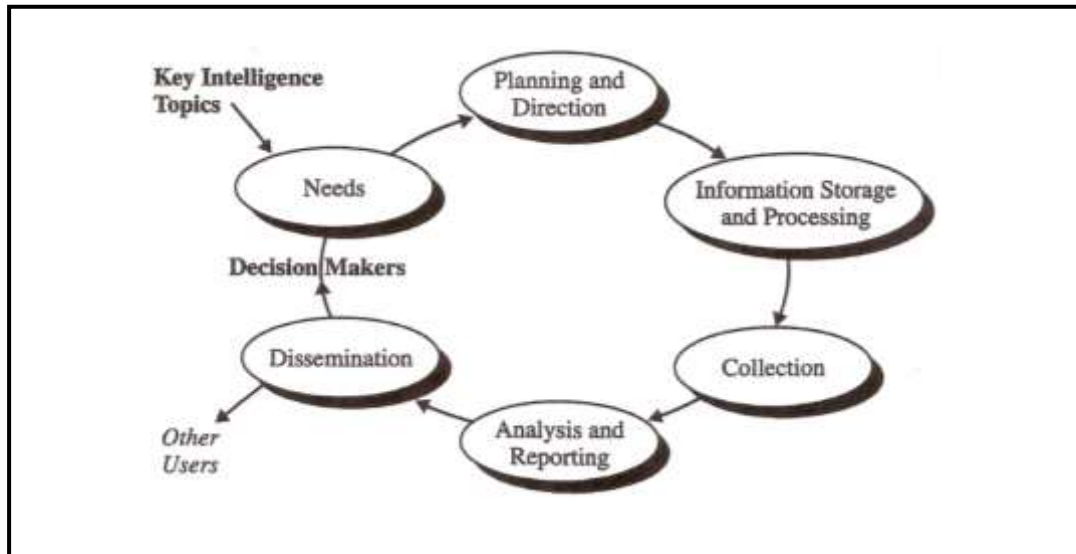 Key Intelligence
Topics
Planning and
Direction
Needs
Information Storage
and Processing
Decision Makers
Dissemination
Collection
Analysis and
Reporting
Other
Users